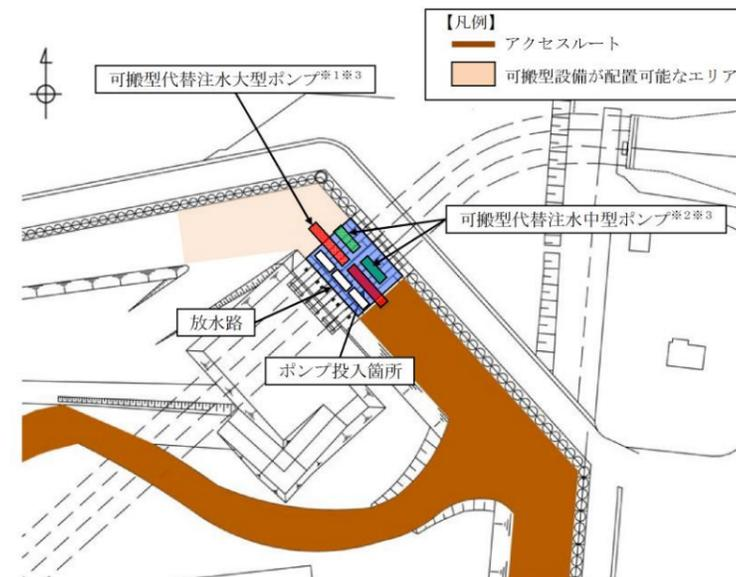 【凡例】
アクセスルート
可搬型設備が配置可能なエリア
可搬型代替注水大型ポンプ※1※3
可搬型代替注水中型ポンプ※2※3
放水路
ポンプ投入箇所